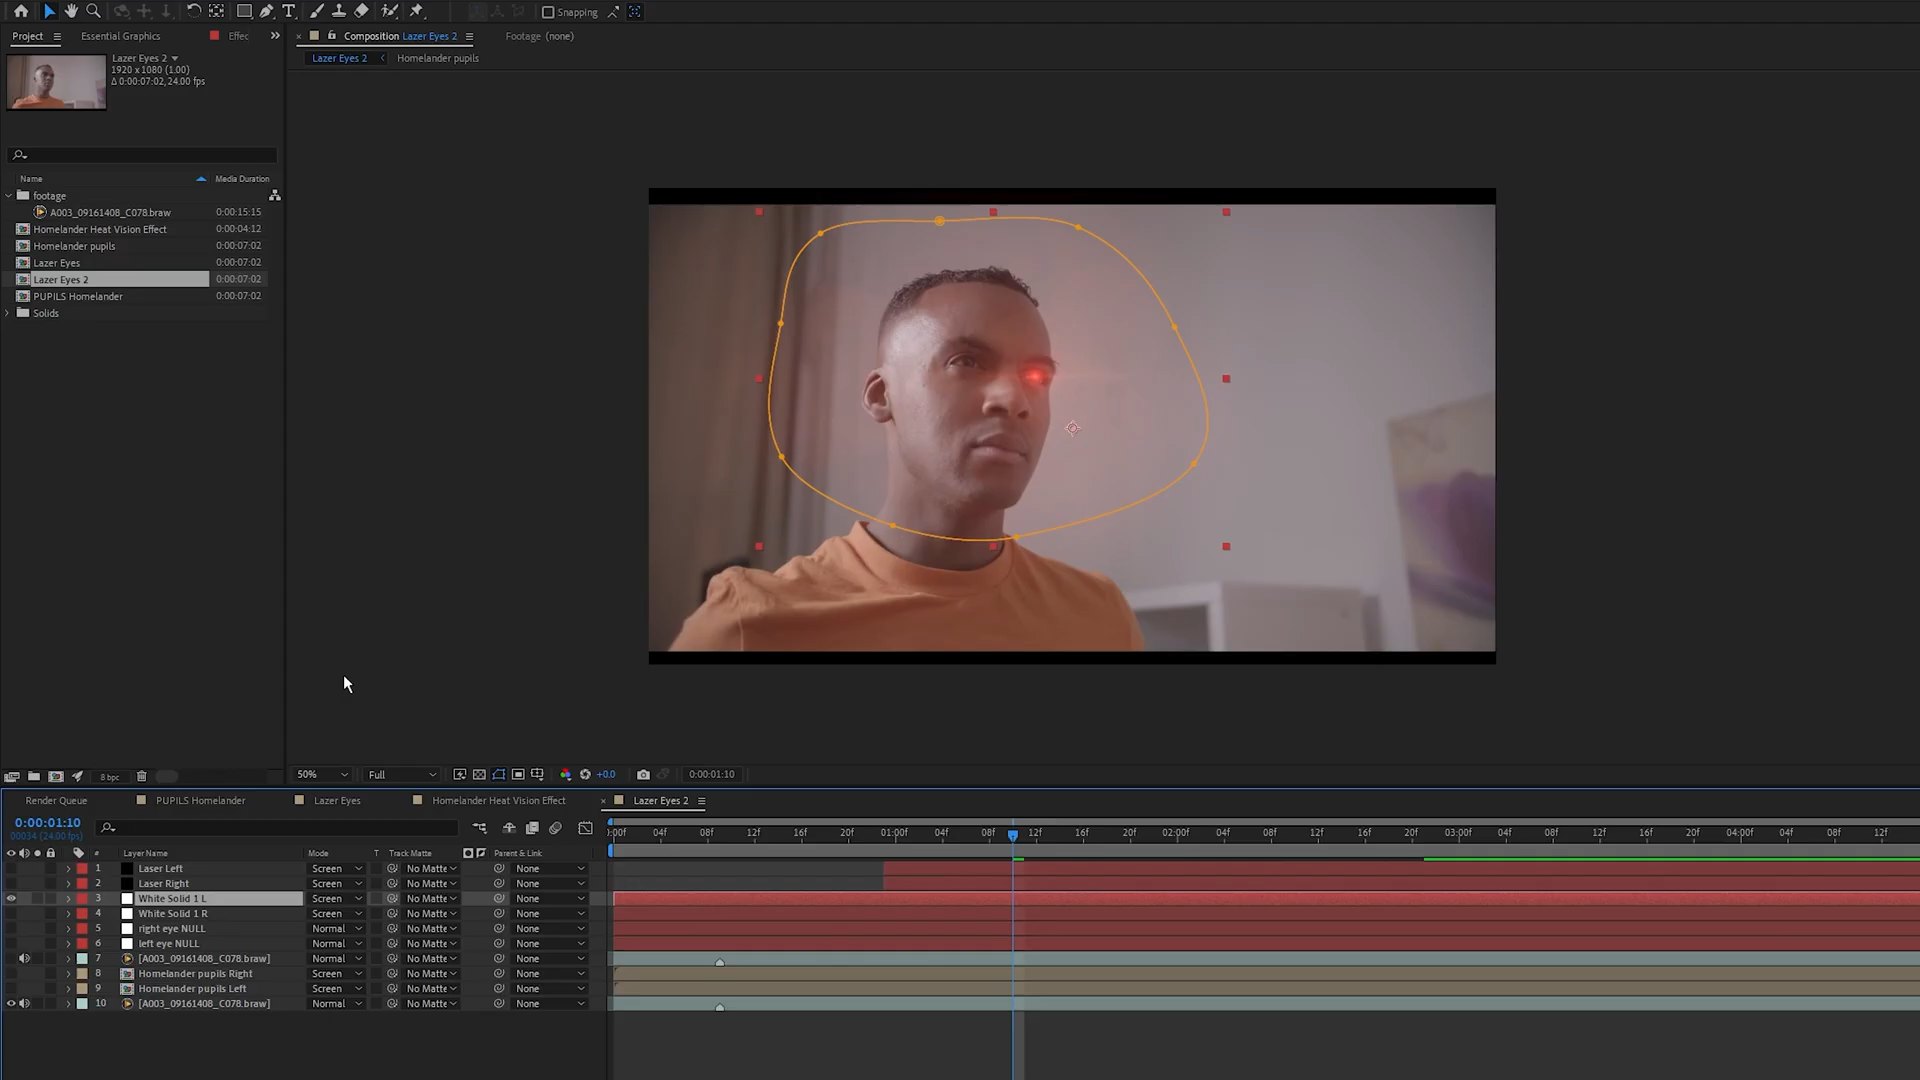 Snapping
Project
Essential Graphics
Effec
Composition Lazer Eyes 2
Footage (none)
Lazer Eyes 2
Homelander pupils
Lazer Eyes 2
1920 x 1080 (1.00)
Δ 0:00:07:02, 24.00 fps
Name
Media Duration
footage
A003_09161408_C078.braw 0:00:15:15
Homelander Heat Vision Effect 0:00:04:12
Homelander pupils 0:00:07:02
Lazer Eyes 0:00:07:02
Lazer Eyes 2 0:00:07:02
PUPILS Homelander 0:00:07:02
Solids
8 bpc
50%
Full
+0.0
0:00:01:10
Render Queue
PUPILS Homelander
Lazer Eyes
Homelander Heat Vision Effect
Lazer Eyes 2
0:00:01:10
00034 (24.00 fps)
:00f 04f 08f 12f 16f 20f 01:00f 04f 08f 12f 16f 20f 02:00f 04f 08f 12f 16f 20f 03:00f 04f 08f 12f 16f 20f 04:00f 04f 08f 12f
# Layer Name Mode T Track Matte Parent & Link
1 Laser Left Screen No Matte None
2 Laser Right Screen No Matte None
3 White Solid 1 L Screen No Matte None
4 White Solid 1 R Screen No Matte None
5 right eye NULL Normal No Matte None
6 left eye NULL Normal No Matte None
7 [A003_09161408_C078.braw] Normal No Matte None
8 Homelander pupils Right Screen No Matte None
9 Homelander pupils Left Screen No Matte None
10 [A003_09161408_C078.braw] Normal No Matte None